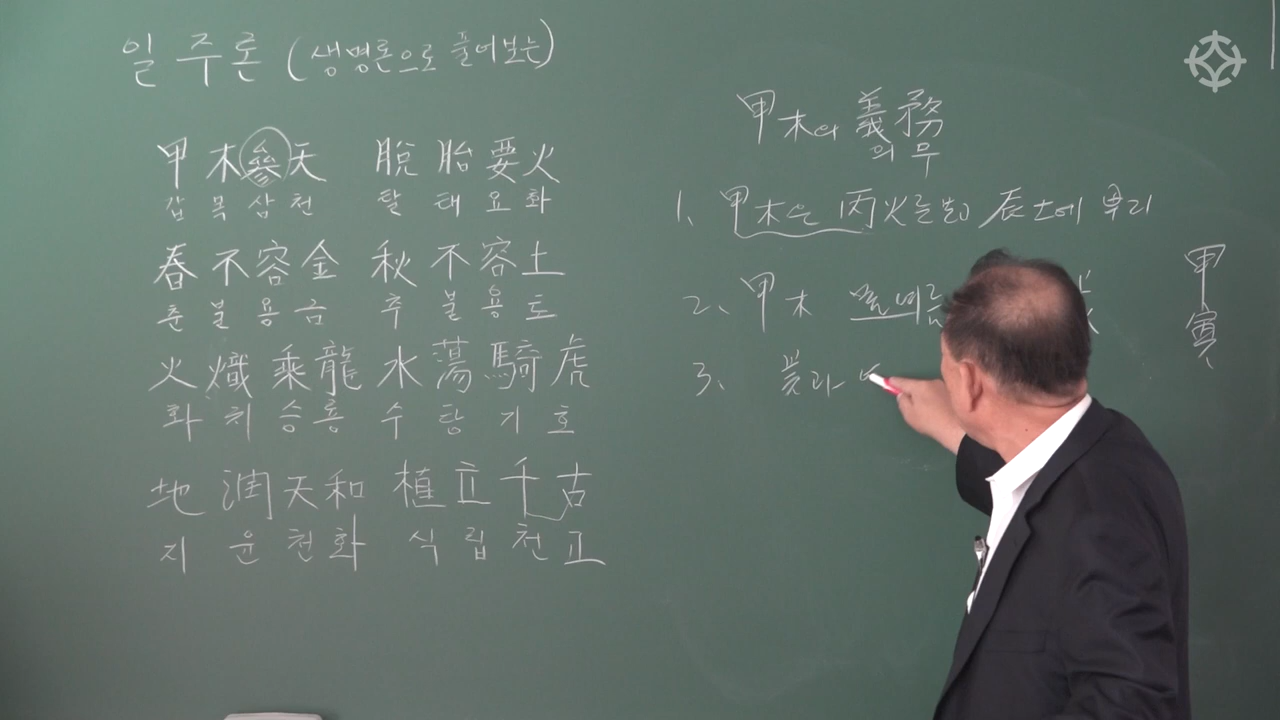 일 주론 (생명론으로 풀어보는)
甲木參天 脫胎要火
갑목삼천 탈태요화
春不容金 秋不容土
춘불용금 추불용토
火熾乘龍 水蕩騎虎
화치승룡 수탕기호
地潤天和 植立千古
지윤천화 식립천고
甲木의 義務
의무
1. 甲木은 丙火를 보고 辰土에 뿌리
2. 甲木
3.
甲寅